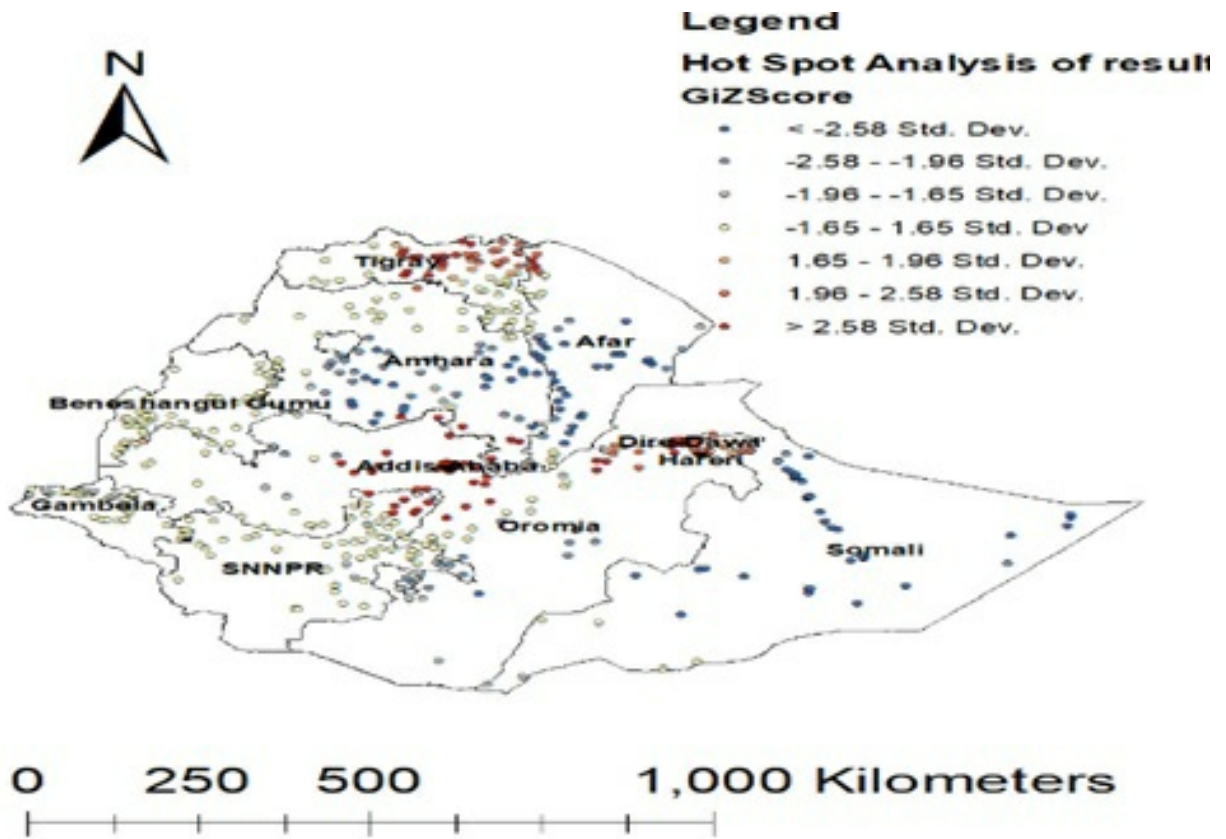 Legend
N
Hot Spot Analysis of result
GiZScore
< -2.58 Std. Dev.
-2.58 - -1.96 Std. Dev.
-1.96 - -1.65 Std. Dev.
-1.65 - 1.65 Std. Dev
1.65 - 1.96 Std. Dev.
1.96 - 2.58 Std. Dev.
> 2.58 Std. Dev.
Tigray
Afar
Amhara
Beneshangul Gumu
Dire Dawa
Addis Ababa
Hareri
Gambela
Oromia
Somali
SNNPR
0 250 500 1,000 Kilometers